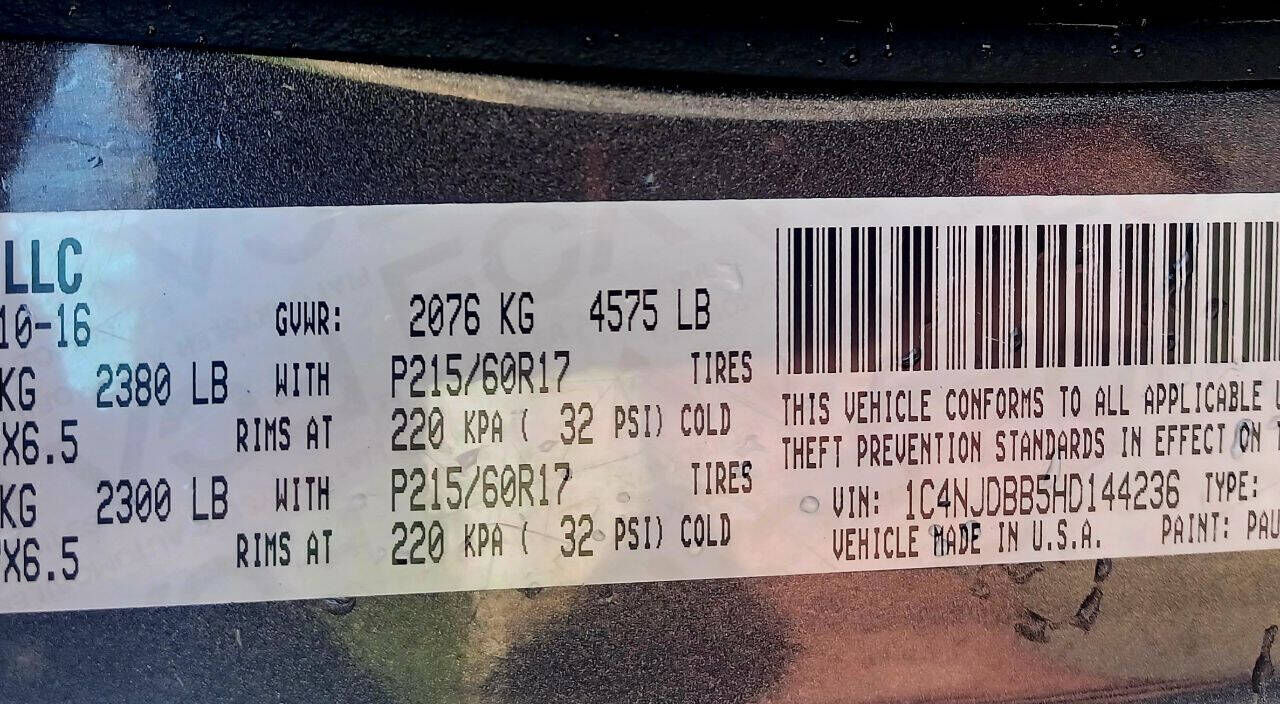 LLC
10-16 GVWR: 2076 KG 4575 LB
KG 2380 LB WITH P215/60R17 TIRES
X6.5 RIMS AT 220 KPA ( 32 PSI) COLD
KG 2300 LB WITH P215/60R17 TIRES
X6.5 RIMS AT 220 KPA ( 32 PSI) COLD
THIS VEHICLE CONFORMS TO ALL APPLICABLE
THEFT PREVENTION STANDARDS IN EFFECT ON
VIN: 1C4NJDBB5HD144236 TYPE:
VEHICLE MADE IN U.S.A. PAINT: PAU